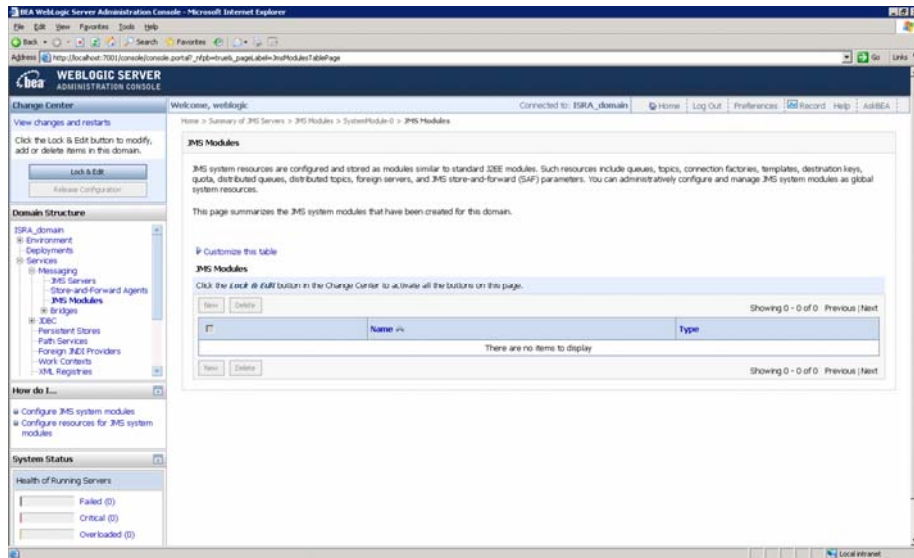 BEA WebLogic Server Administration Console - Microsoft Internet Explorer
File Edit View Favorites Tools Help
Back Search Favorites
Address http://localhost:7001/console/console.portal?_nfpb=true&_pageLabel=JmsModulesTablePage Go Links
bea WEBLOGIC SERVER
ADMINISTRATION CONSOLE
Change Center
View changes and restarts
Click the Lock & Edit button to modify, add or delete items in this domain.
Lock & Edit
Release Configuration
Domain Structure
ISRA_domain
Environment
Deployments
Services
Messaging
JMS Servers
Store-and-Forward Agents
JMS Modules
Bridges
JDBC
Persistent Stores
Path Services
Foreign JNDI Providers
Work Contexts
XML Registries
How do I...
Configure JMS system modules
Configure resources for JMS system modules
System Status
Health of Running Servers
Failed (0)
Critical (0)
Overloaded (0)
Welcome, weblogic Connected to: ISRA_domain Home Log Out Preferences Record Help AskBEA
Home > Summary of JMS Servers > JMS Modules > SystemModule-0 > JMS Modules
JMS Modules
JMS system resources are configured and stored as modules similar to standard J2EE modules. Such resources include queues, topics, connection factories, templates, destination keys,
quota, distributed queues, distributed topics, foreign servers, and JMS store-and-forward (SAF) parameters. You can administratively configure and manage JMS system modules as global
system resources.
This page summarizes the JMS system modules that have been created for this domain.
Customize this table
JMS Modules
Click the Lock & Edit button in the Change Center to activate all the buttons on this page.
New Delete Showing 0 - 0 of 0 Previous | Next
Name Type
There are no items to display
New Delete Showing 0 - 0 of 0 Previous | Next
Local intranet